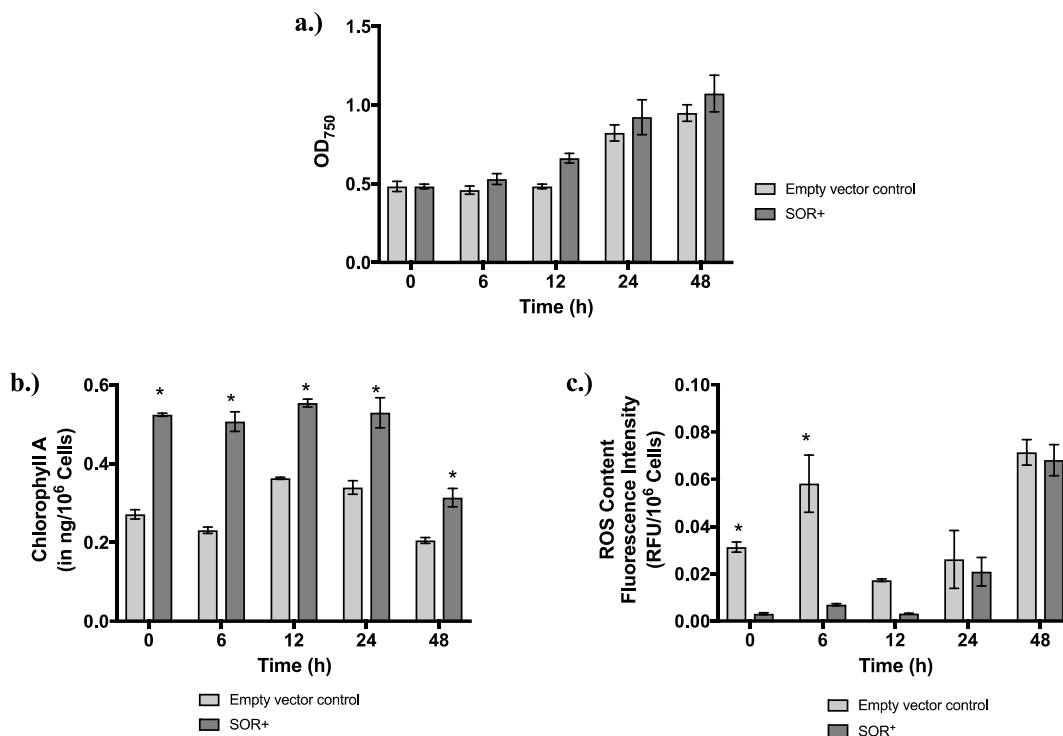 a.)
1.5
1.0
0.5
0.0
OD750
0 6 12 24 48
Time (h)
Empty vector control
SOR+
b.)
0.6
0.4
0.2
0.0
Chlorophyll A
(in ng/10⁶ Cells)
* * * * *
0 6 12 24 48
Time (h)
Empty vector control
SOR+
c.)
0.10
0.08
0.06
0.04
0.02
0.00
ROS Content
Fluorescence Intensity
(RFU/10⁶ Cells)
* *
0 6 12 24 48
Time (h)
Empty vector control
SOR⁺